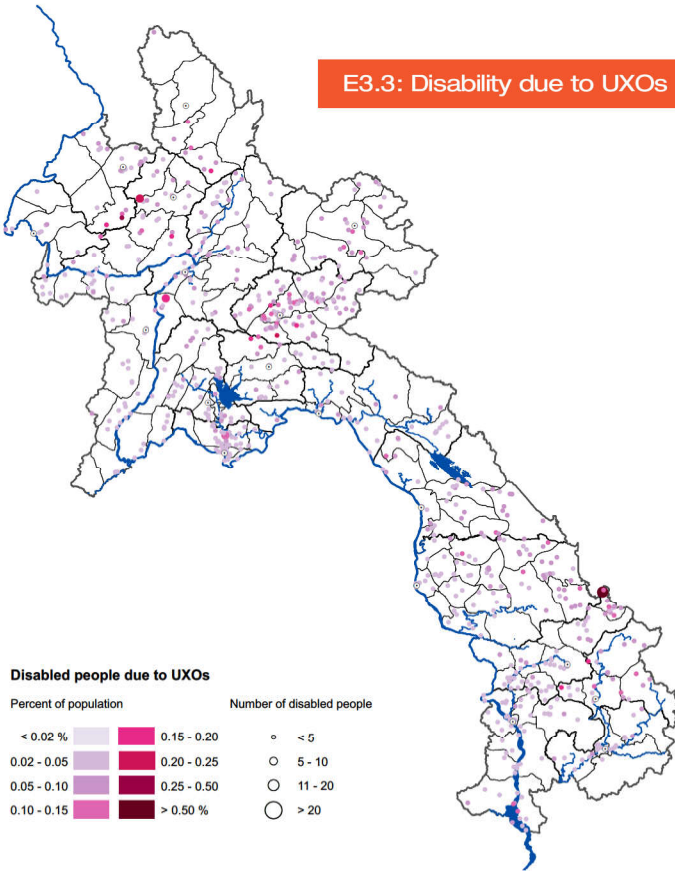 E3.3: Disability due to UXOs
Disabled people due to UXOs
Percent of population
Number of disabled people
< 0.02 %
0.15 - 0.20
< 5
0.02 - 0.05
0.20 - 0.25
5 - 10
0.05 - 0.10
0.25 - 0.50
11 - 20
0.10 - 0.15
> 0.50 %
> 20